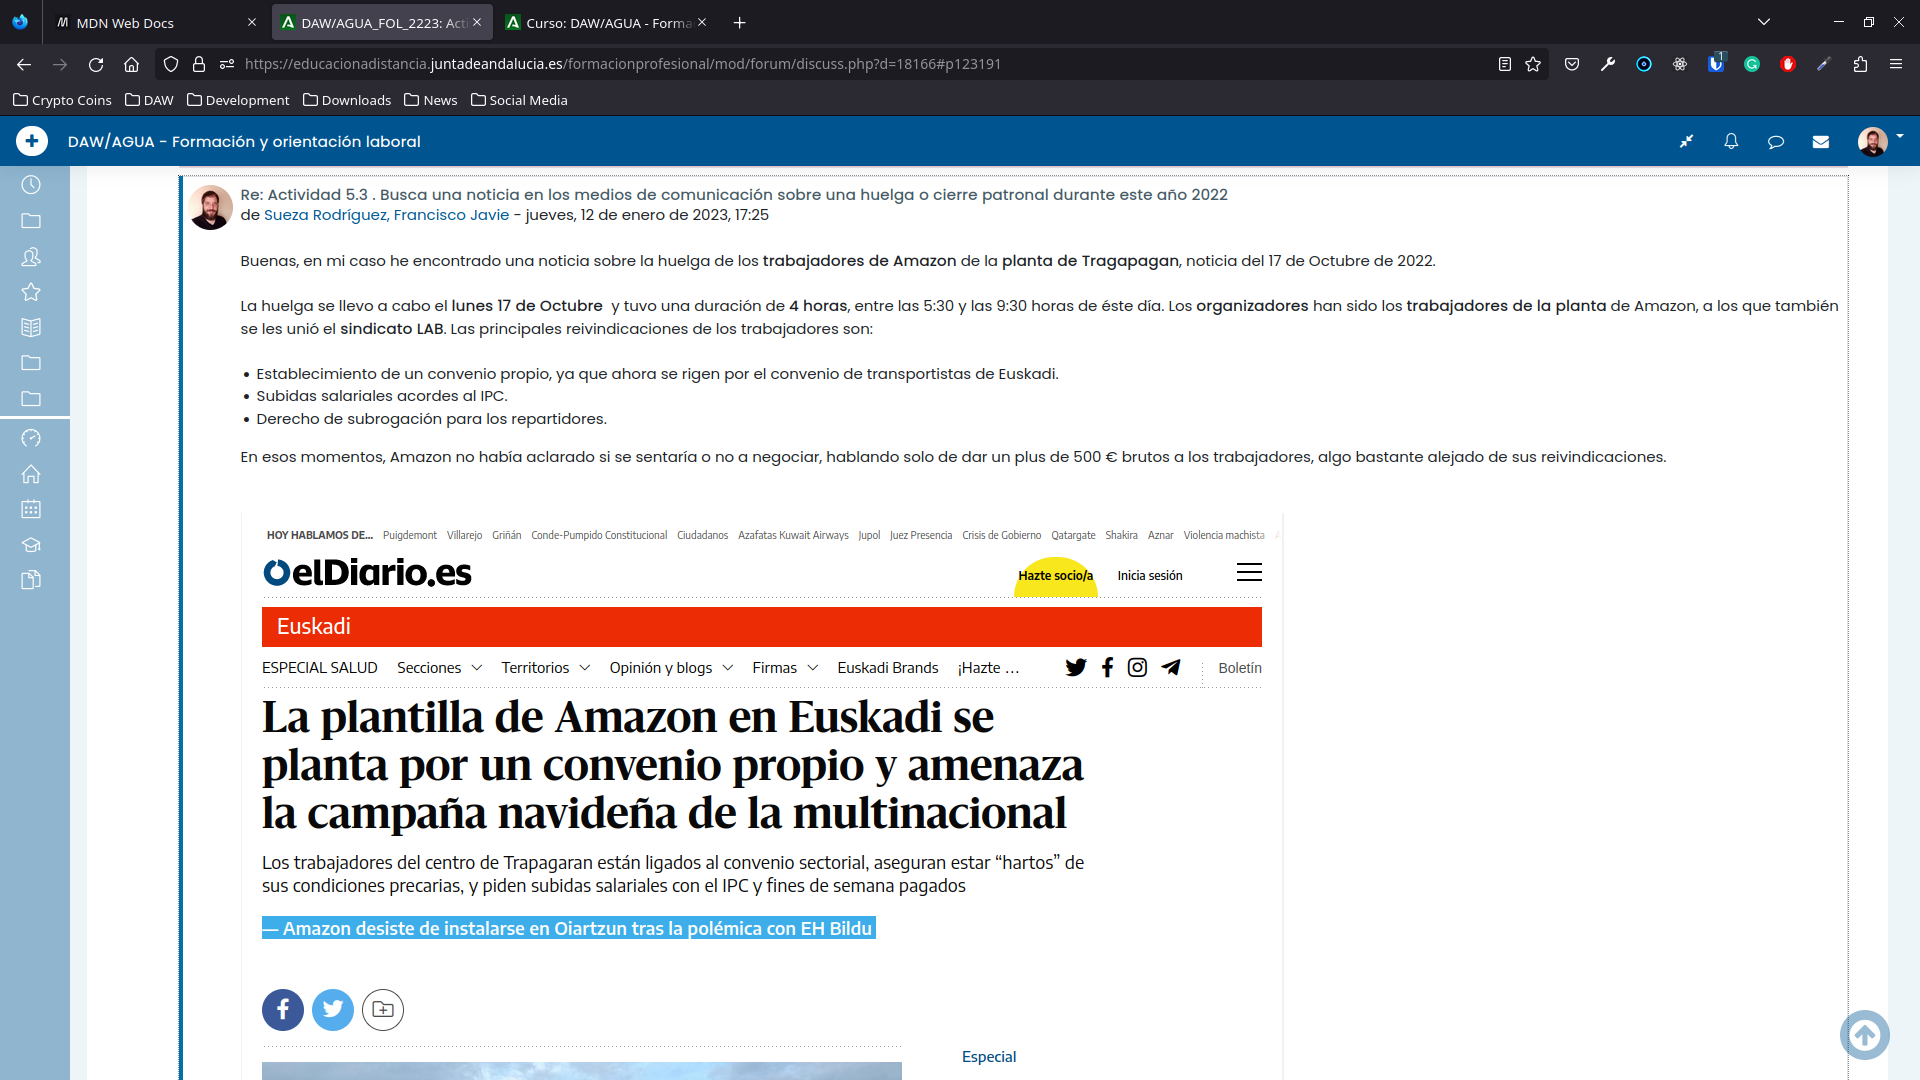 MDN Web Docs
DAW/AGUA_FOL_2223: Acti
Curso: DAW/AGUA - Forma
https://educacionadistancia.juntadeandalucia.es/formacionprofesional/mod/forum/discuss.php?d=18166#p123191
1
Crypto Coins DAW Development Downloads News Social Media
DAW/AGUA - Formación y orientación laboral
Re: Actividad 5.3 . Busca una noticia en los medios de comunicación sobre una huelga o cierre patronal durante este año 2022
de Sueza Rodríguez, Francisco Javie - jueves, 12 de enero de 2023, 17:25
Buenas, en mi caso he encontrado una noticia sobre la huelga de los trabajadores de Amazon de la planta de Tragapagan, noticia del 17 de Octubre de 2022.
La huelga se llevo a cabo el lunes 17 de Octubre y tuvo una duración de 4 horas, entre las 5:30 y las 9:30 horas de éste día. Los organizadores han sido los trabajadores de la planta de Amazon, a los que también
se les unió el sindicato LAB. Las principales reivindicaciones de los trabajadores son:
• Establecimiento de un convenio propio, ya que ahora se rigen por el convenio de transportistas de Euskadi.
• Subidas salariales acordes al IPC.
• Derecho de subrogación para los repartidores.
En esos momentos, Amazon no había aclarado si se sentaría o no a negociar, hablando solo de dar un plus de 500 € brutos a los trabajadores, algo bastante alejado de sus reivindicaciones.
HOY HABLAMOS DE... Puigdemont Villarejo Griñán Conde-Pumpido Constitucional Ciudadanos Azafatas Kuwait Airways Jupol Juez Presencia Crisis de Gobierno Qatargate Shakira Aznar Violencia machista
elDiario.es
Hazte socio/a Inicia sesión
Euskadi
ESPECIAL SALUD Secciones Territorios Opinión y blogs Firmas Euskadi Brands ¡Hazte ... Boletín
La plantilla de Amazon en Euskadi se
planta por un convenio propio y amenaza
la campaña navideña de la multinacional
Los trabajadores del centro de Trapagaran están ligados al convenio sectorial, aseguran estar “hartos” de
sus condiciones precarias, y piden subidas salariales con el IPC y fines de semana pagados
— Amazon desiste de instalarse en Oiartzun tras la polémica con EH Bildu
Especial